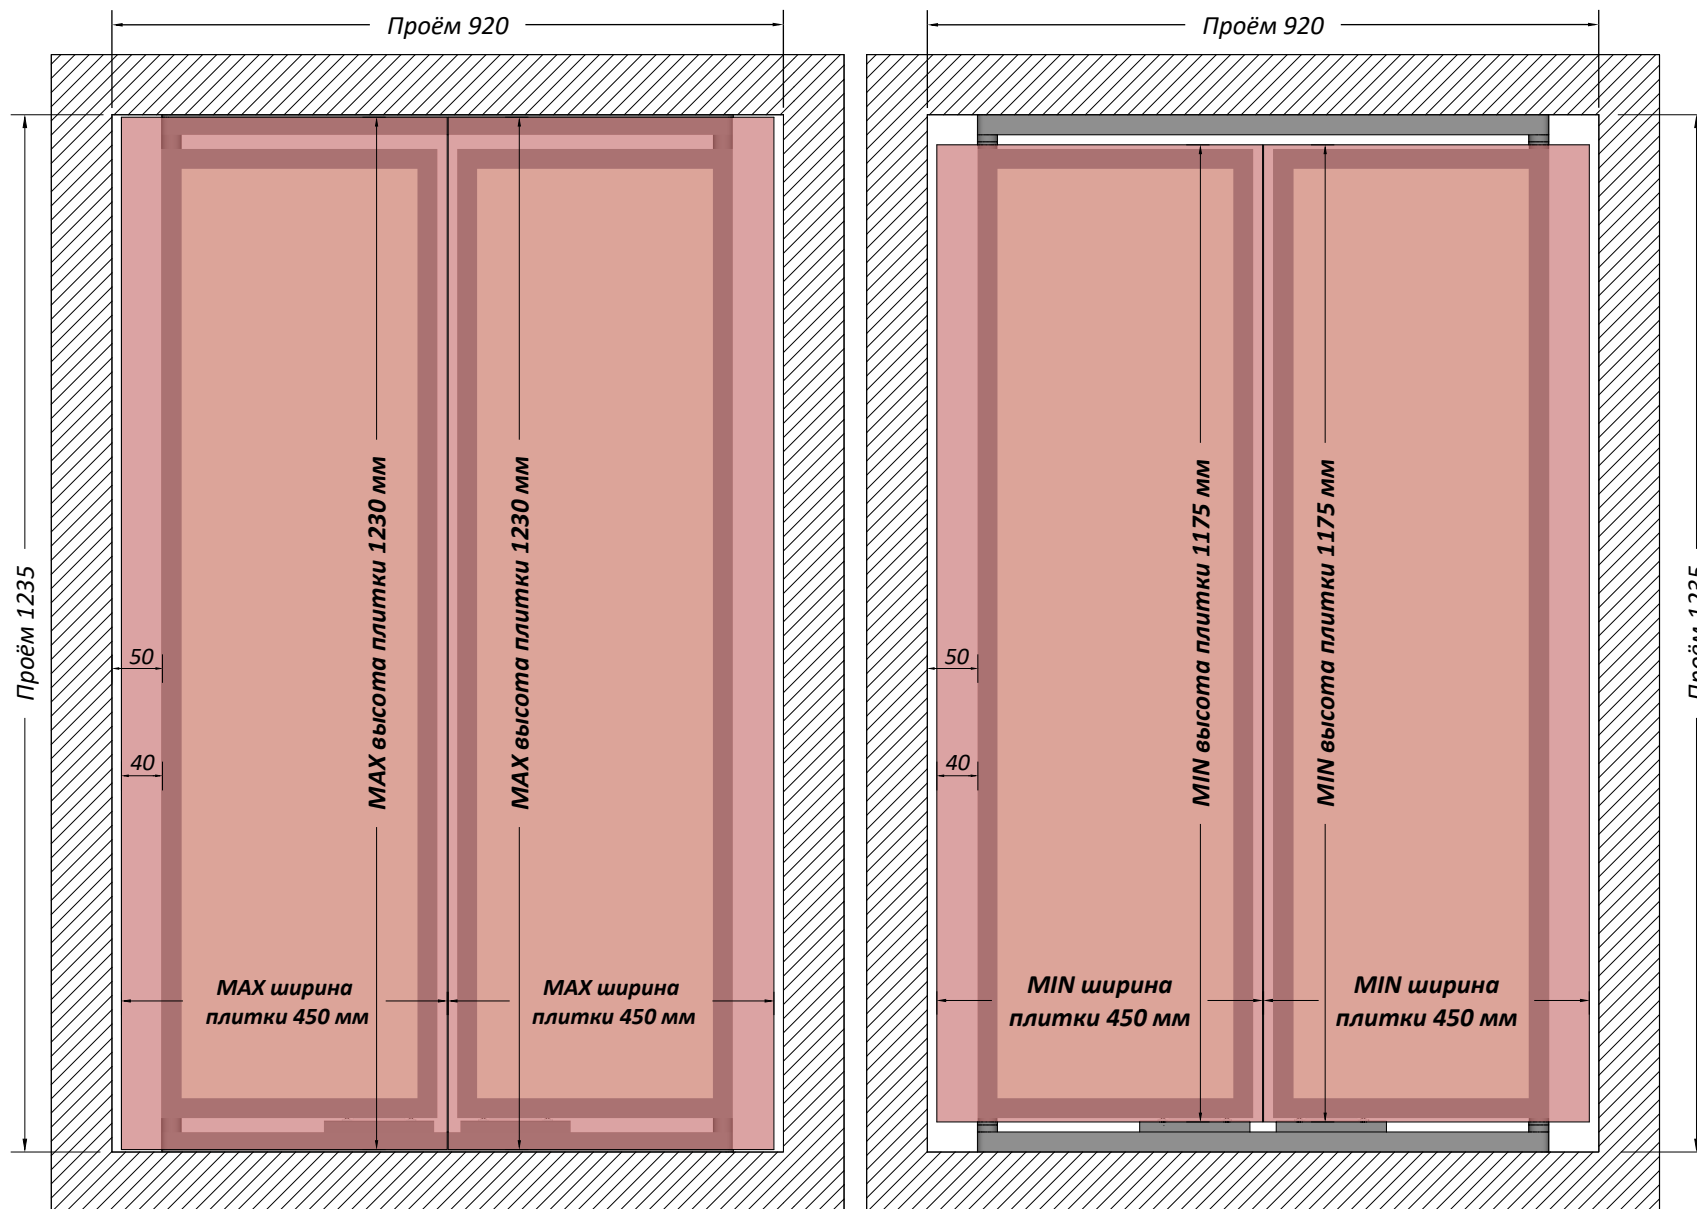 Проём 920
Проём 1235
50
40
MAX высота плитки 1230 мм
MAX высота плитки 1230 мм
MAX ширина
плитки 450 мм
MAX ширина
плитки 450 мм
Проём 920
50
40
MIN высота плитки 1175 мм
MIN высота плитки 1175 мм
MIN ширина
плитки 450 мм
MIN ширина
плитки 450 мм
Проём 1235